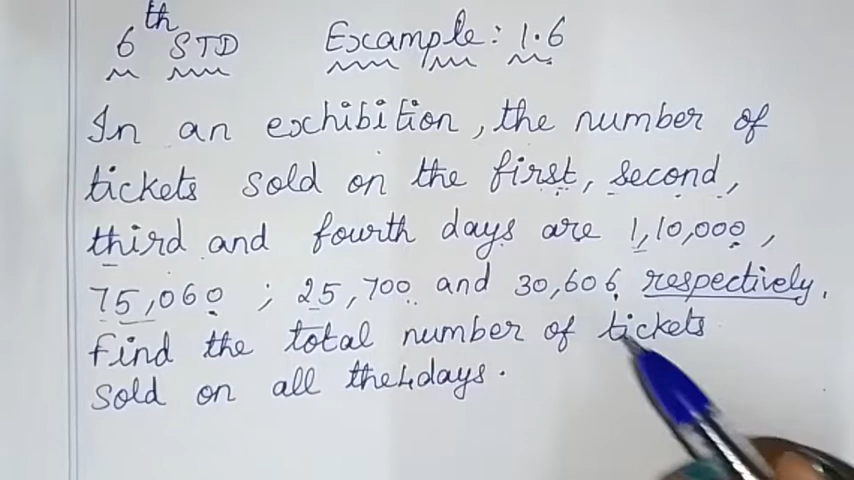 6th STD Example: 1.6
In an exhibition, the number of
tickets sold on the first, second,
third and fourth days are 1,10,000,
75,060 ; 25,700 and 30,606 respectively.
Find the total number of tickets
sold on all the 4 days.